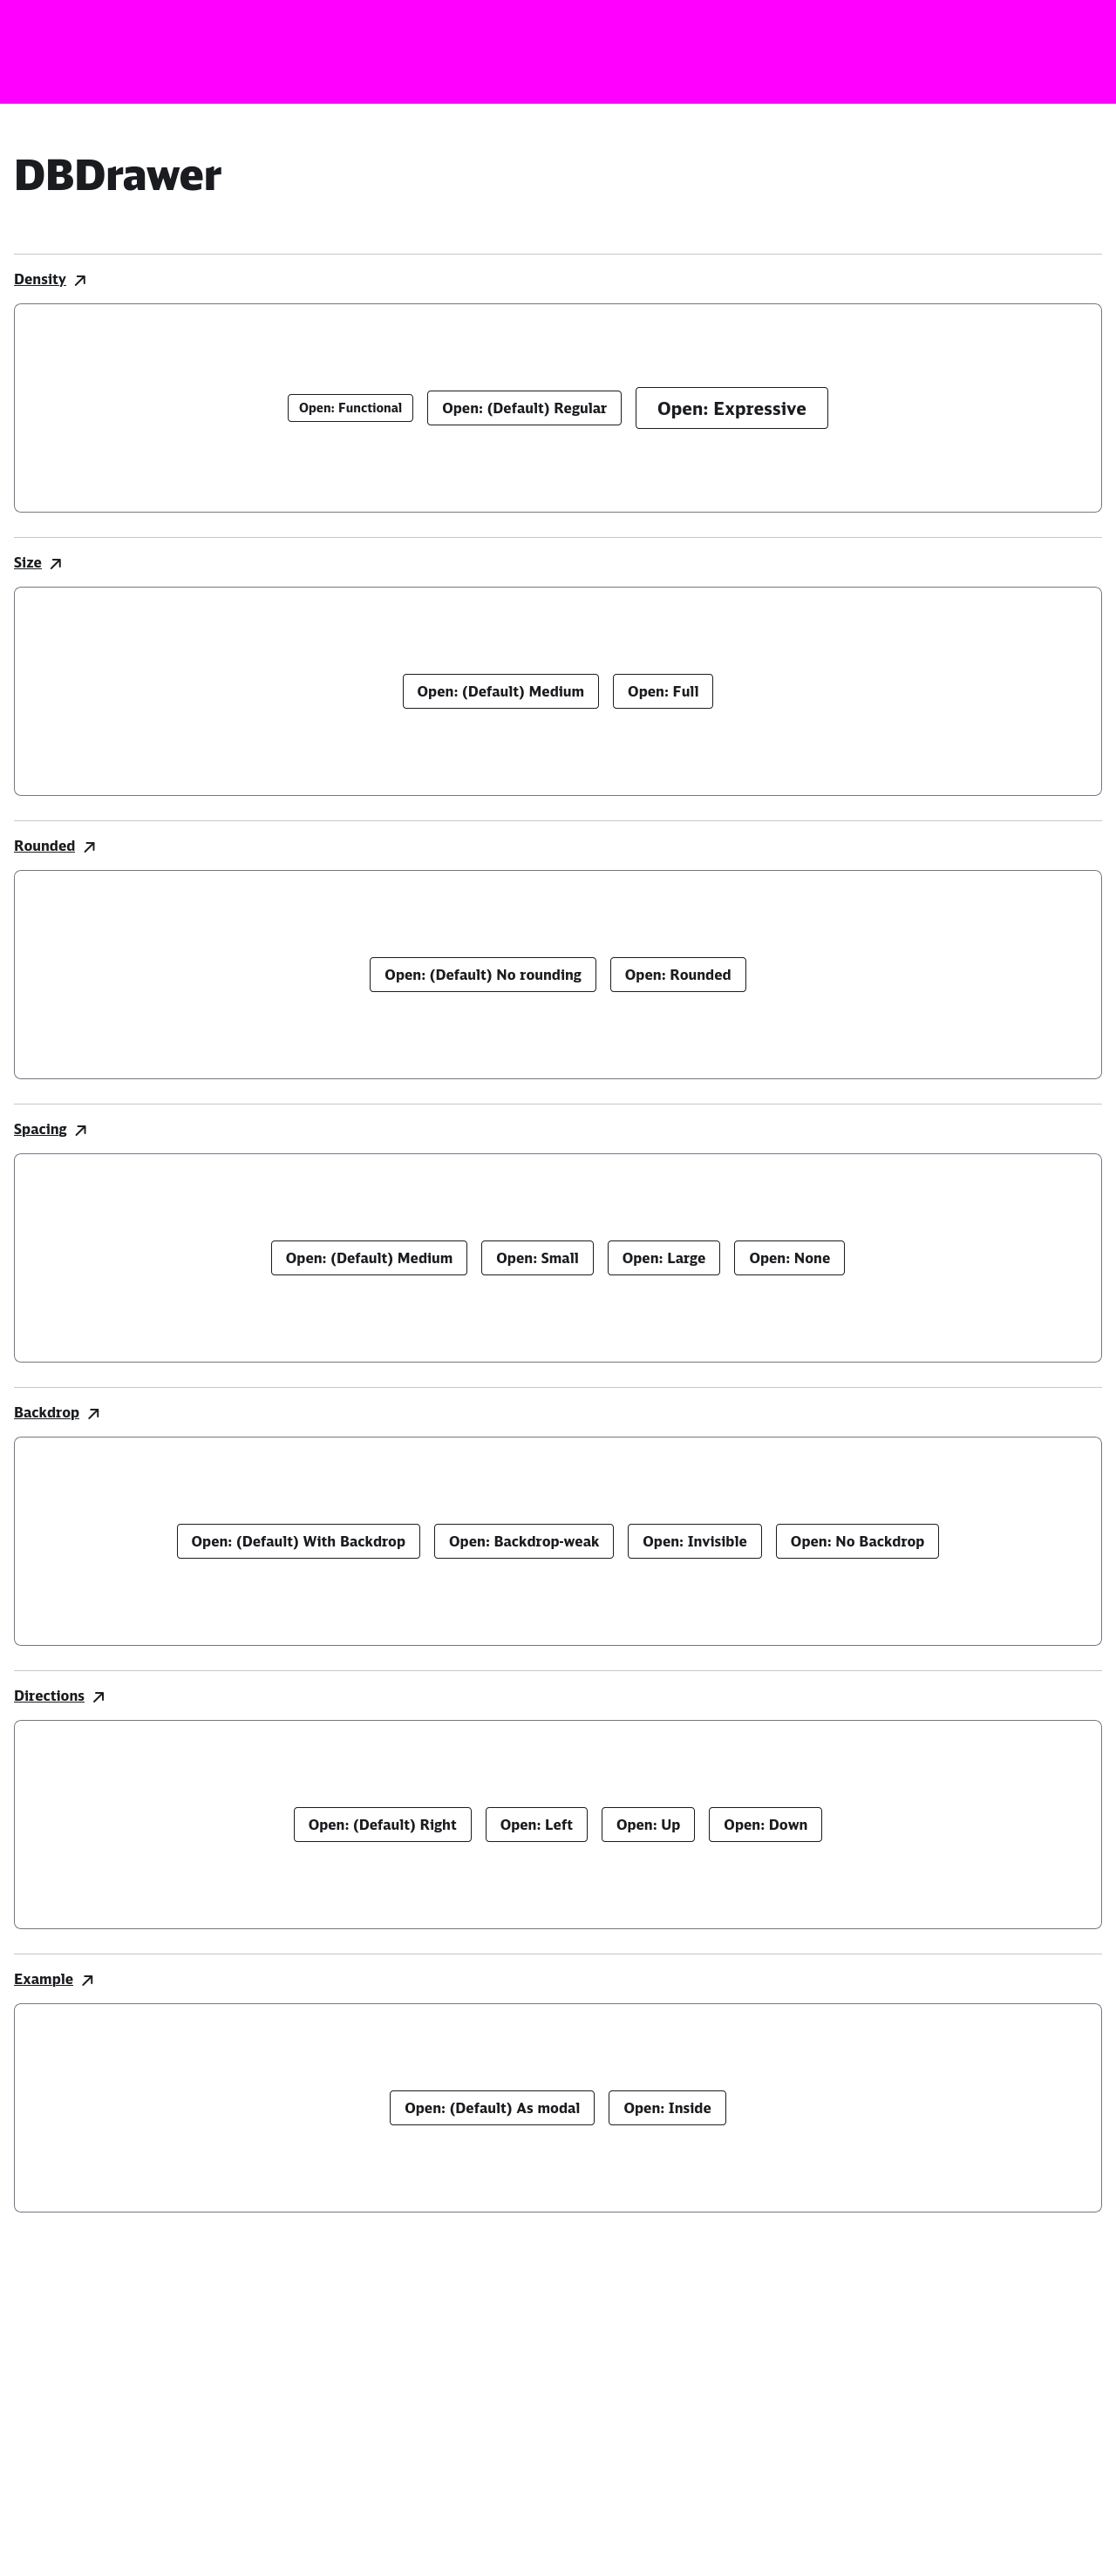 DBDrawer
Density
Open: Functional Open: (Default) Regular Open: Expressive
Size
Open: (Default) Medium Open: Full
Rounded
Open: (Default) No rounding Open: Rounded
Spacing
Open: (Default) Medium Open: Small Open: Large Open: None
Backdrop
Open: (Default) With Backdrop Open: Backdrop-weak Open: Invisible Open: No Backdrop
Directions
Open: (Default) Right Open: Left Open: Up Open: Down
Example
Open: (Default) As modal Open: Inside